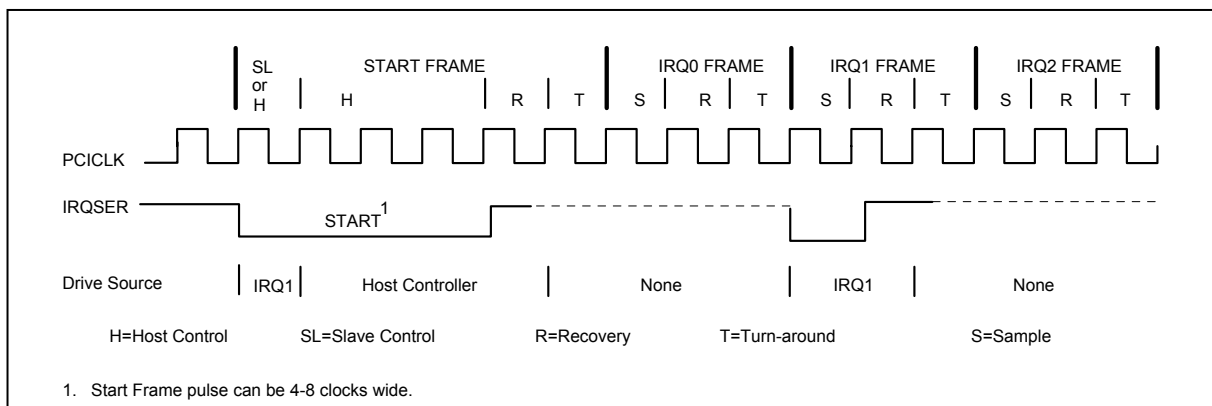 SL or H START FRAME IRQ0 FRAME IRQ1 FRAME IRQ2 FRAME
H R T S R T S R T S R T
PCICLK
IRQSER START1
Drive Source IRQ1 Host Controller None IRQ1 None
H=Host Control SL=Slave Control R=Recovery T=Turn-around S=Sample
1. Start Frame pulse can be 4-8 clocks wide.